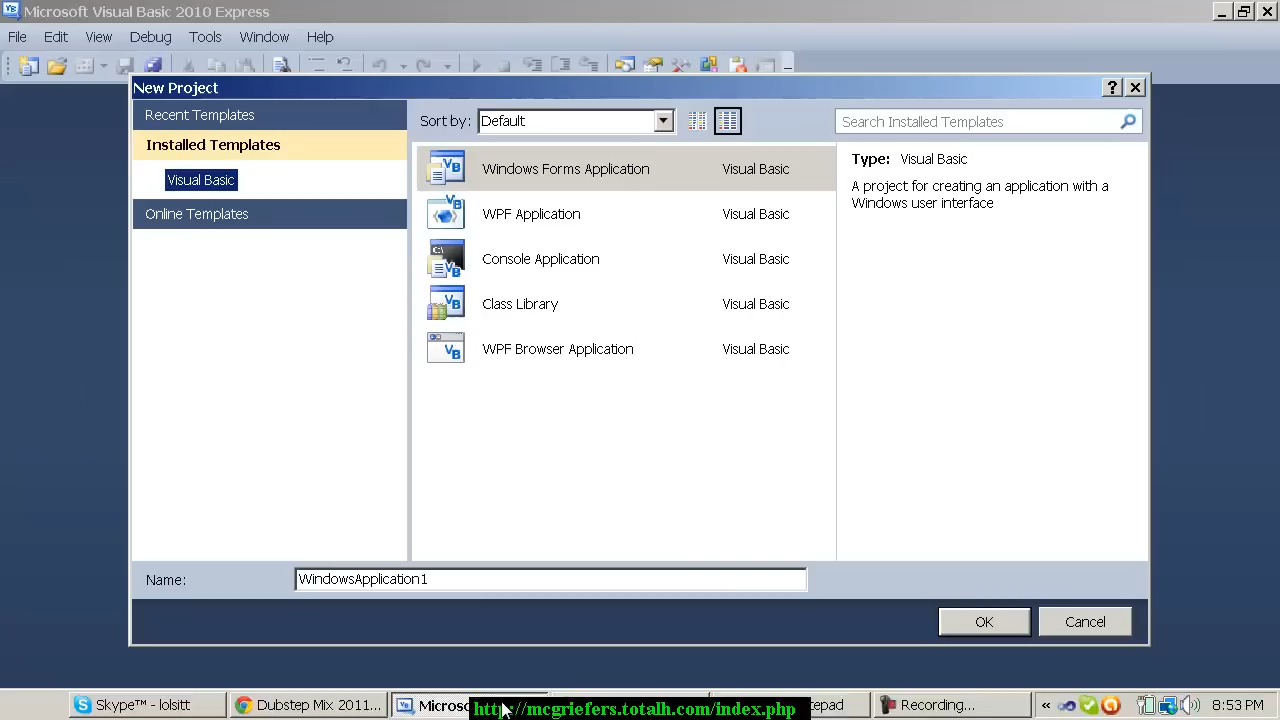 Microsoft Visual Basic 2010 Express
File Edit View Debug Tools Window Help
New Project
Recent Templates
Installed Templates
Visual Basic
Online Templates
Sort by: Default
Search Installed Templates
Windows Forms Application Visual Basic
WPF Application Visual Basic
Console Application Visual Basic
Class Library Visual Basic
WPF Browser Application Visual Basic
Type: Visual Basic
A project for creating an application with a
Windows user interface
Name: WindowsApplication1
OK Cancel
Skype™ - lolsitt
Dubstep Mix 2011...
http://mcgriefers.totalh.com/index.php
Recording...
8:53 PM